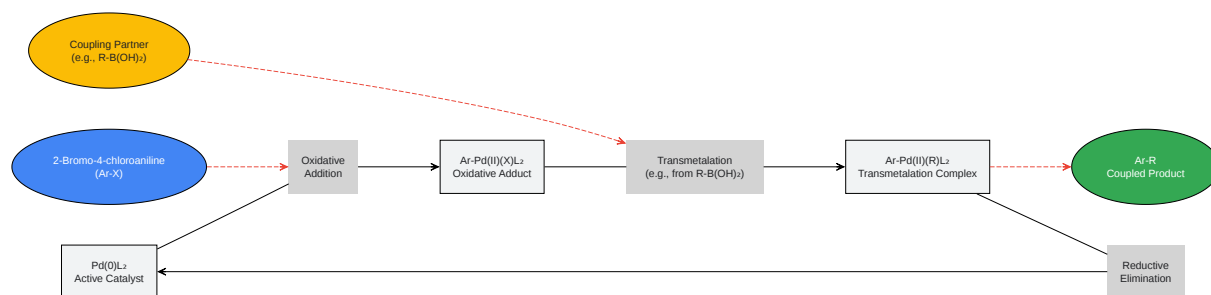 Coupling Partner
(e.g., R-B(OH)₂)
2-Bromo-4-chloroaniline
(Ar-X)
Oxidative
Addition
Ar-Pd(II)(X)L₂
Oxidative Adduct
Transmetalation
(e.g., from R-B(OH)₂)
Ar-Pd(II)(R)L₂
Transmetalation Complex
Ar-R
Coupled Product
Pd(0)L₂
Active Catalyst
Reductive
Elimination